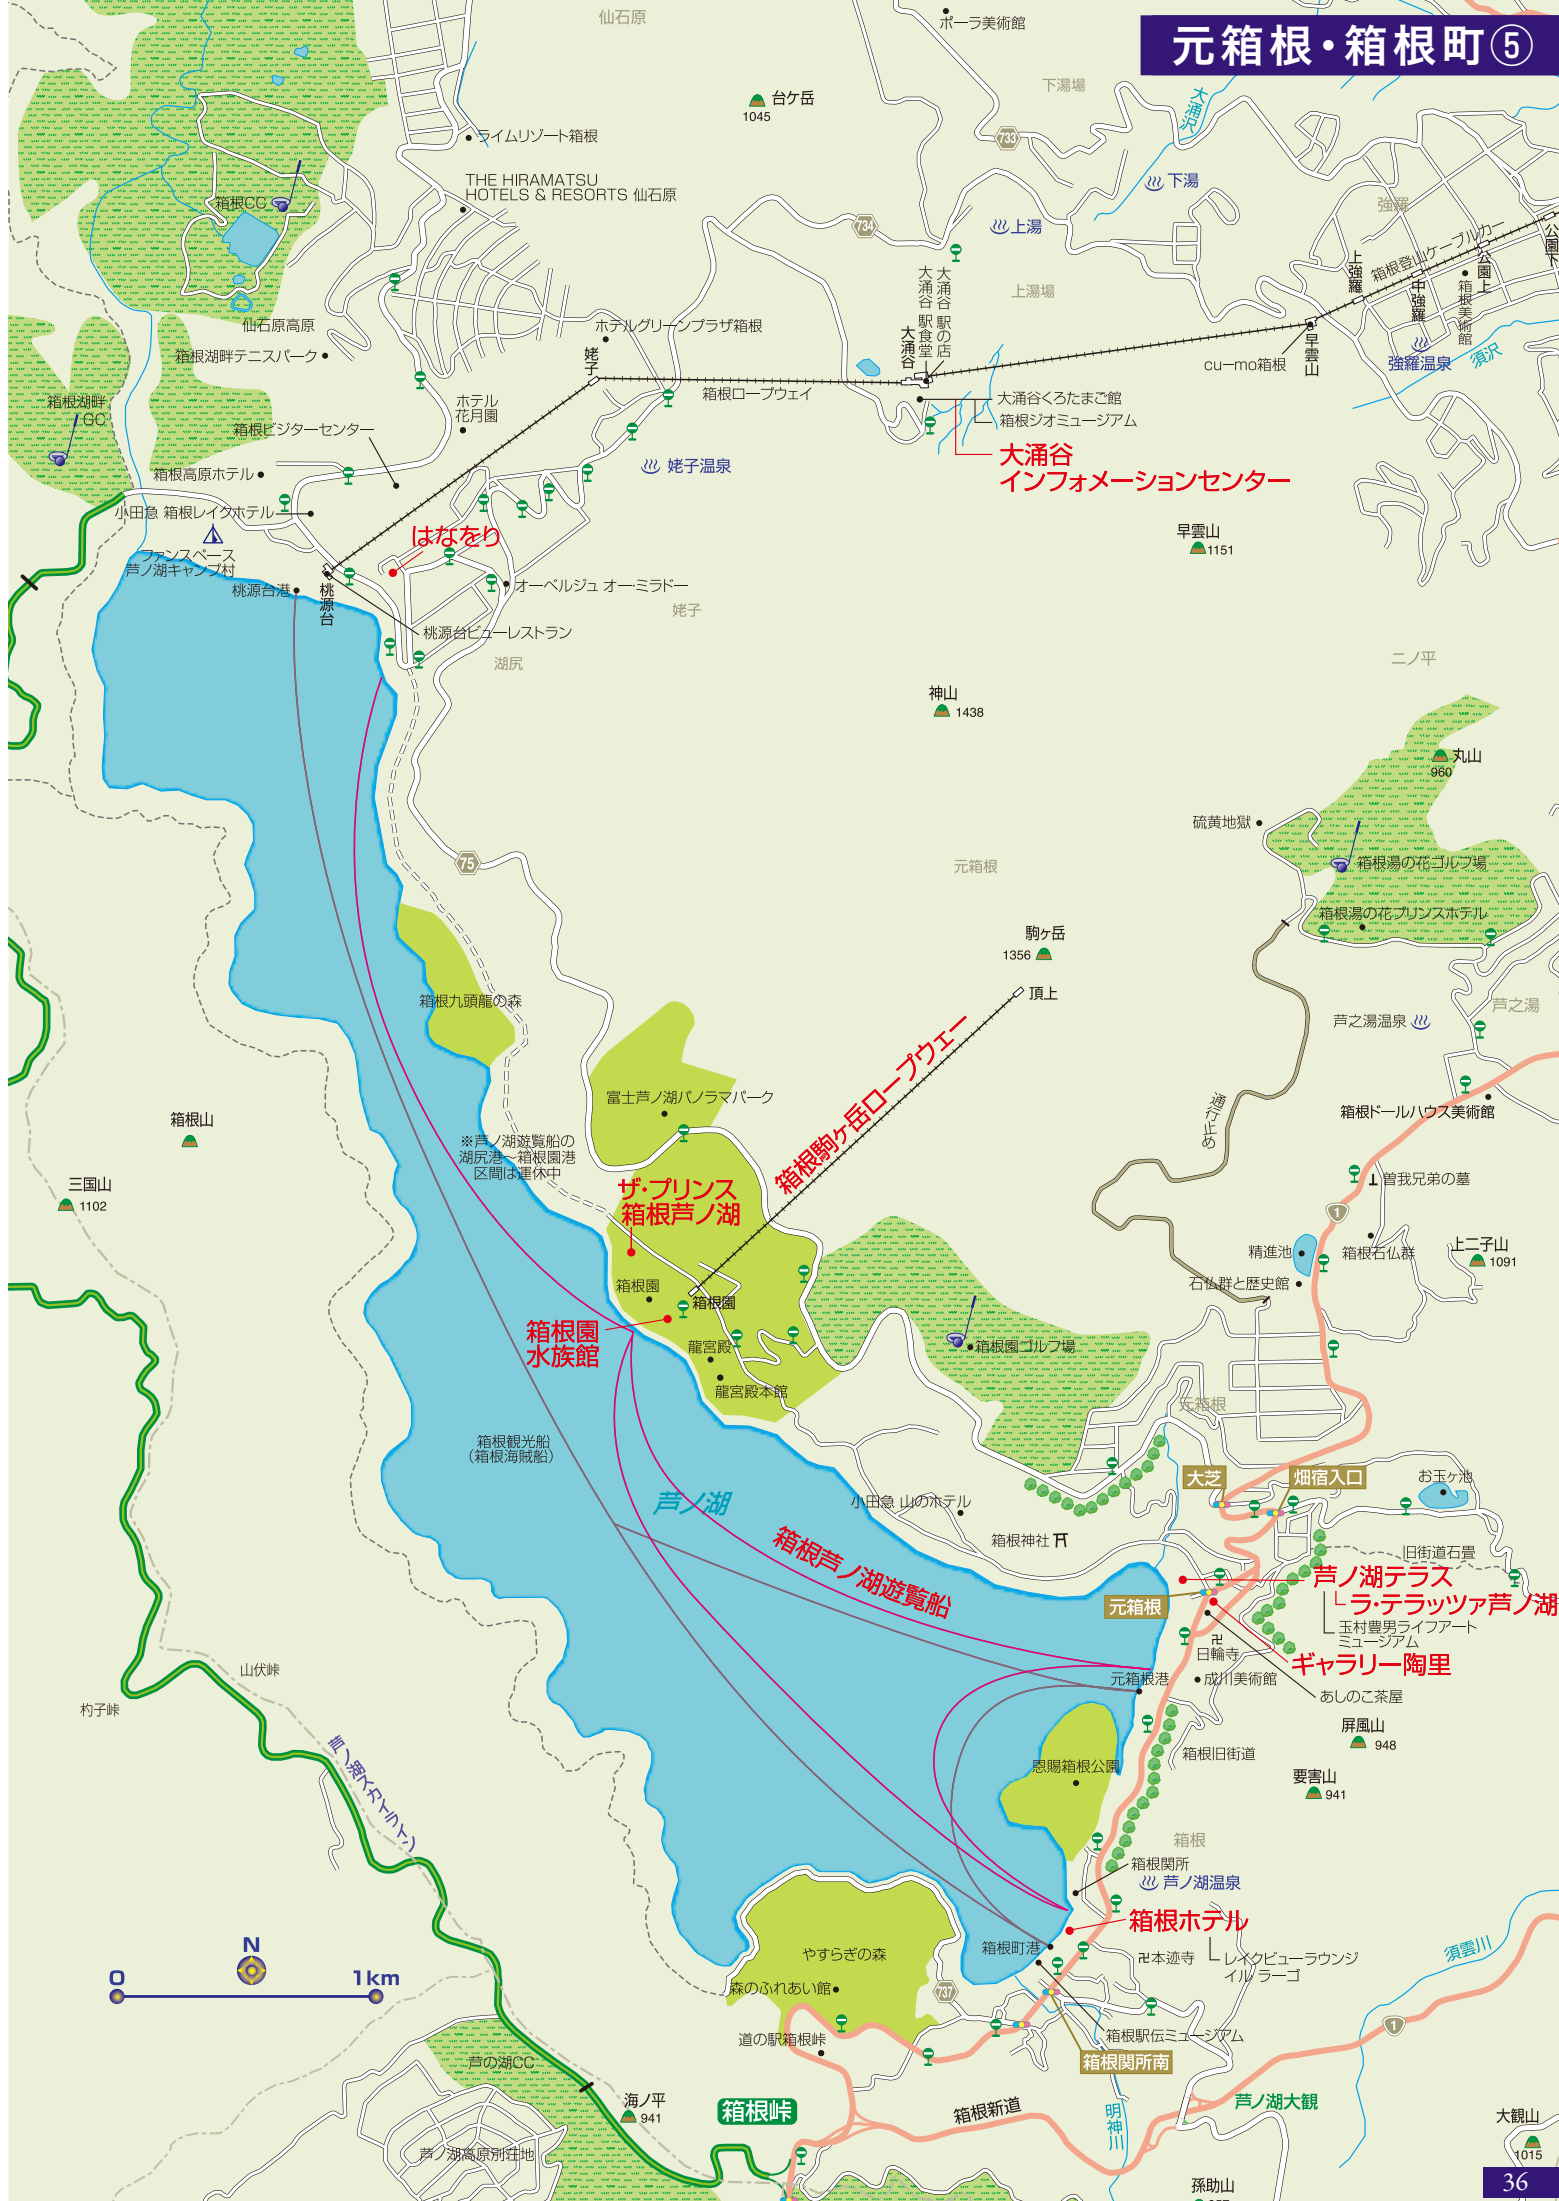 元箱根・箱根町⑤
仙石原
ポーラ美術館
下湯場
大涌沢
台ケ岳
1045
733
ライムリゾート箱根
THE HIRAMATSU
HOTELS & RESORTS 仙石原
下湯
箱根CC
強羅
734
上湯
箱根登山ケーブルカー
公園下
公園上
上強羅
中強羅
箱根美術館
上湯場
大涌谷 駅食堂
大涌谷 駅の店
大涌谷
仙石原高原
ホテルグリーンプラザ箱根
姥子
箱根湖畔テニスパーク
早雲山
cu-mo箱根
強羅温泉
須沢
箱根ロープウェイ
箱根湖畔
GC
ホテル
花月園
大涌谷くろたまご館
箱根ジオミュージアム
箱根ビジターセンター
大涌谷
インフォメーションセンター
姥子温泉
箱根高原ホテル
小田急 箱根レイクホテル
はなをり
早雲山
1151
ファンスペース
芦ノ湖キャンプ村
桃源台港
桃源台
オーベルジュ オー・ミラドー
姥子
桃源台ビューレストラン
湖尻
二ノ平
神山
1438
丸山
960
硫黄地獄
75
元箱根
箱根湯の花ゴルフ場
箱根湯の花プリンスホテル
駒ヶ岳
1356
頂上
箱根九頭龍の森
芦之湯
芦之湯温泉
箱根駒ヶ岳ロープウェー
富士芦ノ湖パノラマパーク
通行止め
箱根ドールハウス美術館
箱根山
※芦ノ湖遊覧船の
湖尻港〜箱根園港
区間は運休中
三国山
1102
ザ・プリンス
箱根芦ノ湖
曽我兄弟の墓
1
精進池
箱根石仏群
上二子山
1091
石仏群と歴史館
箱根園
箱根園
箱根園
水族館
龍宮殿
龍宮殿本館
箱根園ゴルフ場
元箱根
箱根観光船
（箱根海賊船）
大芝
畑宿入口
お玉ヶ池
芦ノ湖
小田急 山のホテル
箱根芦ノ湖遊覧船
箱根神社
旧街道石畳
芦ノ湖テラス
ラ・テラッツァ芦ノ湖
元箱根
玉村豊男ライフアート
ミュージアム
日輪寺
ギャラリー陶里
元箱根港
成川美術館
あしのこ茶屋
山伏峠
杓子峠
屏風山
948
芦ノ湖スカイライン
箱根旧街道
恩賜箱根公園
要害山
941
箱根
箱根関所
芦ノ湖温泉
箱根ホテル
箱根町港
本迹寺
レイクビューラウンジ
イル ラーゴ
須雲川
やすらぎの森
N
0
1km
森のふれあい館
737
箱根駅伝ミュージアム
1
道の駅箱根峠
箱根関所南
芦の湖CC
海ノ平
941
箱根峠
箱根新道
明神川
芦ノ湖大観
大観山
1015
芦ノ湖高原別荘地
孫助山
36